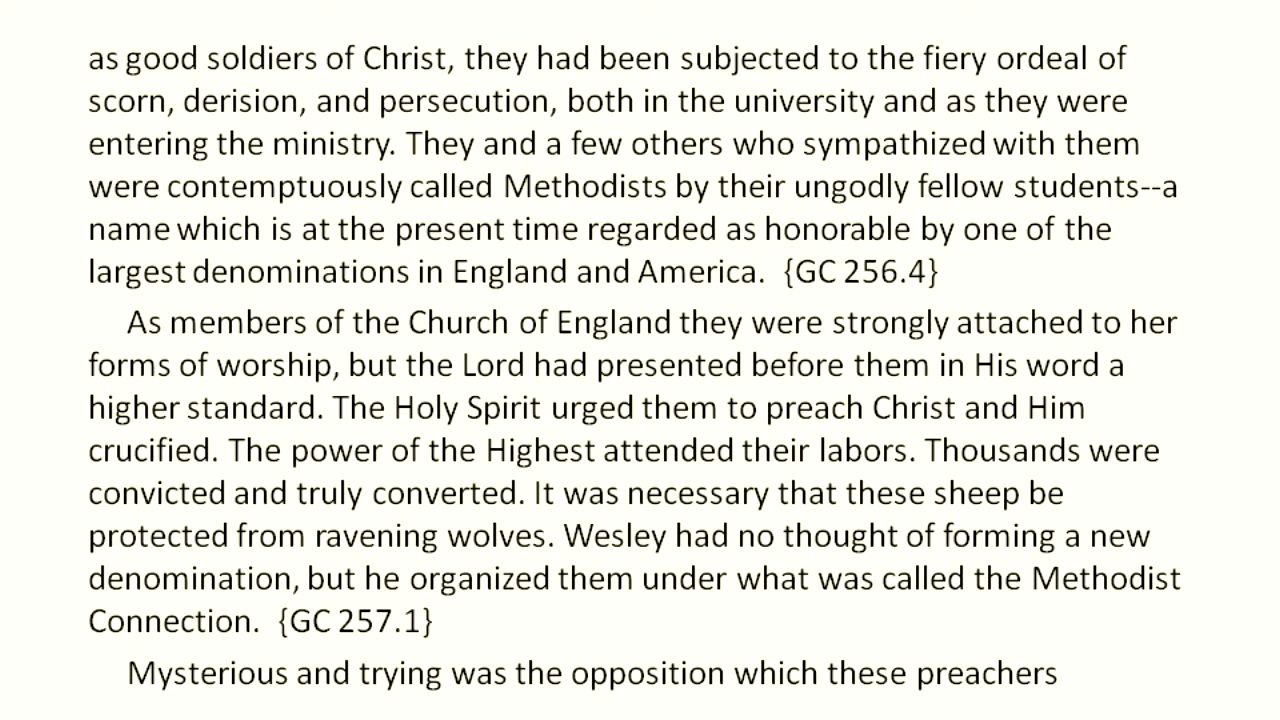 as good soldiers of Christ, they had been subjected to the fiery ordeal of
scorn, derision, and persecution, both in the university and as they were
entering the ministry. They and a few others who sympathized with them
were contemptuously called Methodists by their ungodly fellow students--a
name which is at the present time regarded as honorable by one of the
largest denominations in England and America.  {GC 256.4}
As members of the Church of England they were strongly attached to her
forms of worship, but the Lord had presented before them in His word a
higher standard. The Holy Spirit urged them to preach Christ and Him
crucified. The power of the Highest attended their labors. Thousands were
convicted and truly converted. It was necessary that these sheep be
protected from ravening wolves. Wesley had no thought of forming a new
denomination, but he organized them under what was called the Methodist
Connection.  {GC 257.1}
Mysterious and trying was the opposition which these preachers